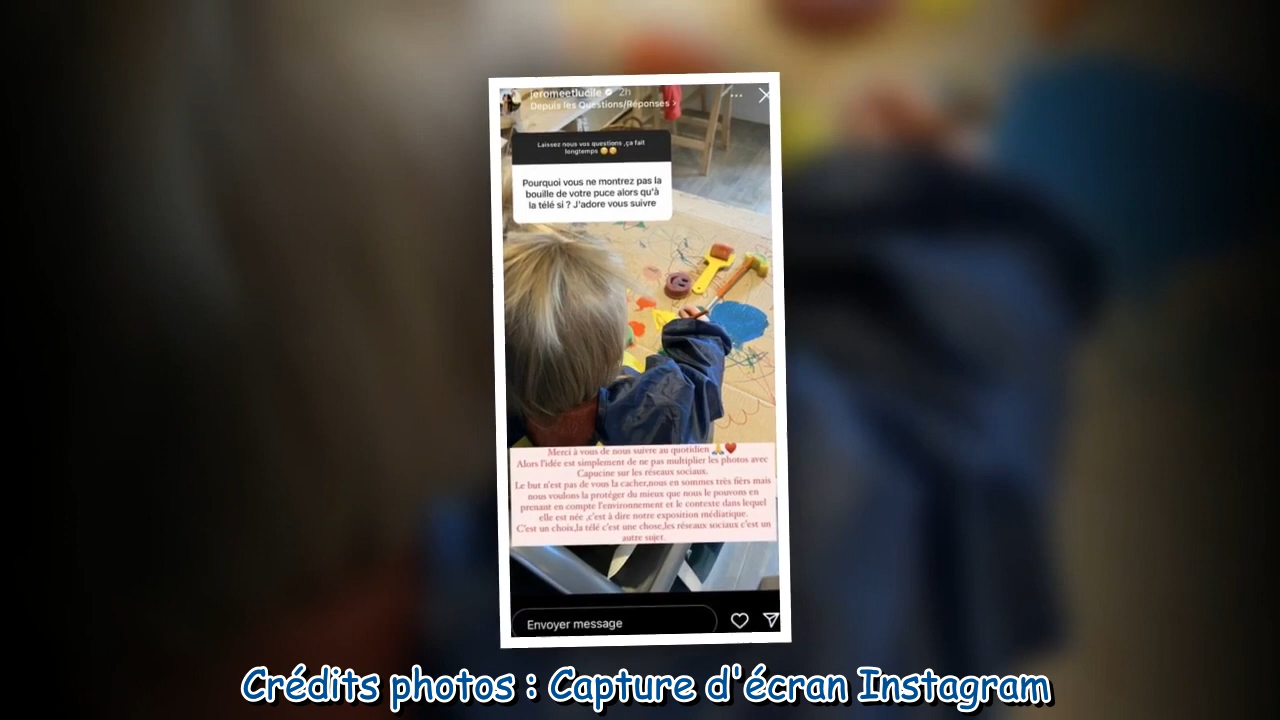 jeromeetlucile 2h
Depuis les Questions/Réponses >
Laissez nous vos questions ,ça fait
longtemps 😊😊
Pourquoi vous ne montrez pas la
bouille de votre puce alors qu'à
la télé si ? J'adore vous suivre
Merci à vous de nous suivre au quotidien 🙏❤️
Alors l'idée est simplement de ne pas multiplier les photos avec
Capucine sur les réseaux sociaux.
Le but n'est pas de vous la cacher,nous en sommes très fiers mais
nous voulons la protéger du mieux que nous le pouvons en
prenant en compte l'environnement et le contexte dans lequel
elle est née ,c'est à dire notre exposition médiatique.
C'est un choix,la télé c'est une chose,les réseaux sociaux c'est un
autre sujet.
Envoyer message
Crédits photos : Capture d'écran Instagram